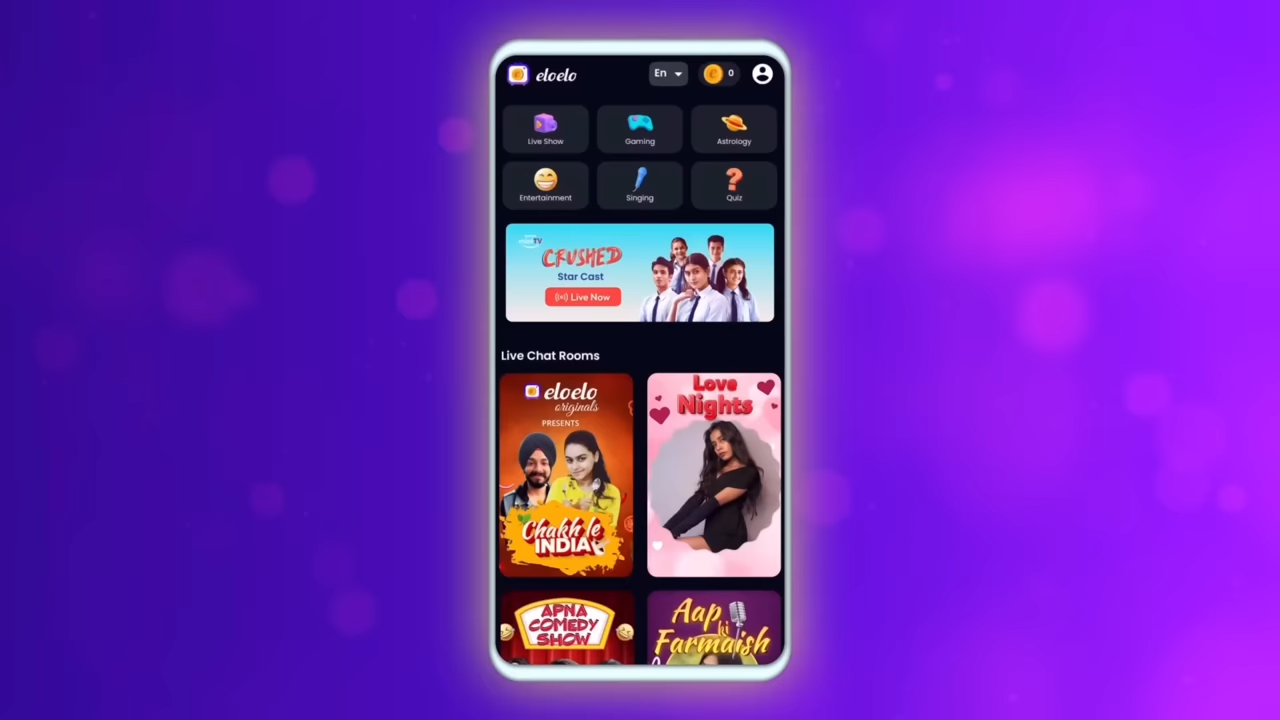 eloelo
En
0
Live Show
Gaming
Astrology
Entertainment
Singing
Quiz
CRUSHED
Star Cast
Live Now
Live Chat Rooms
eloelo
originals
PRESENTS
Chakh le
INDIA
Love
Nights
APNA
COMEDY
SHOW
Aap
ki
Farmaish